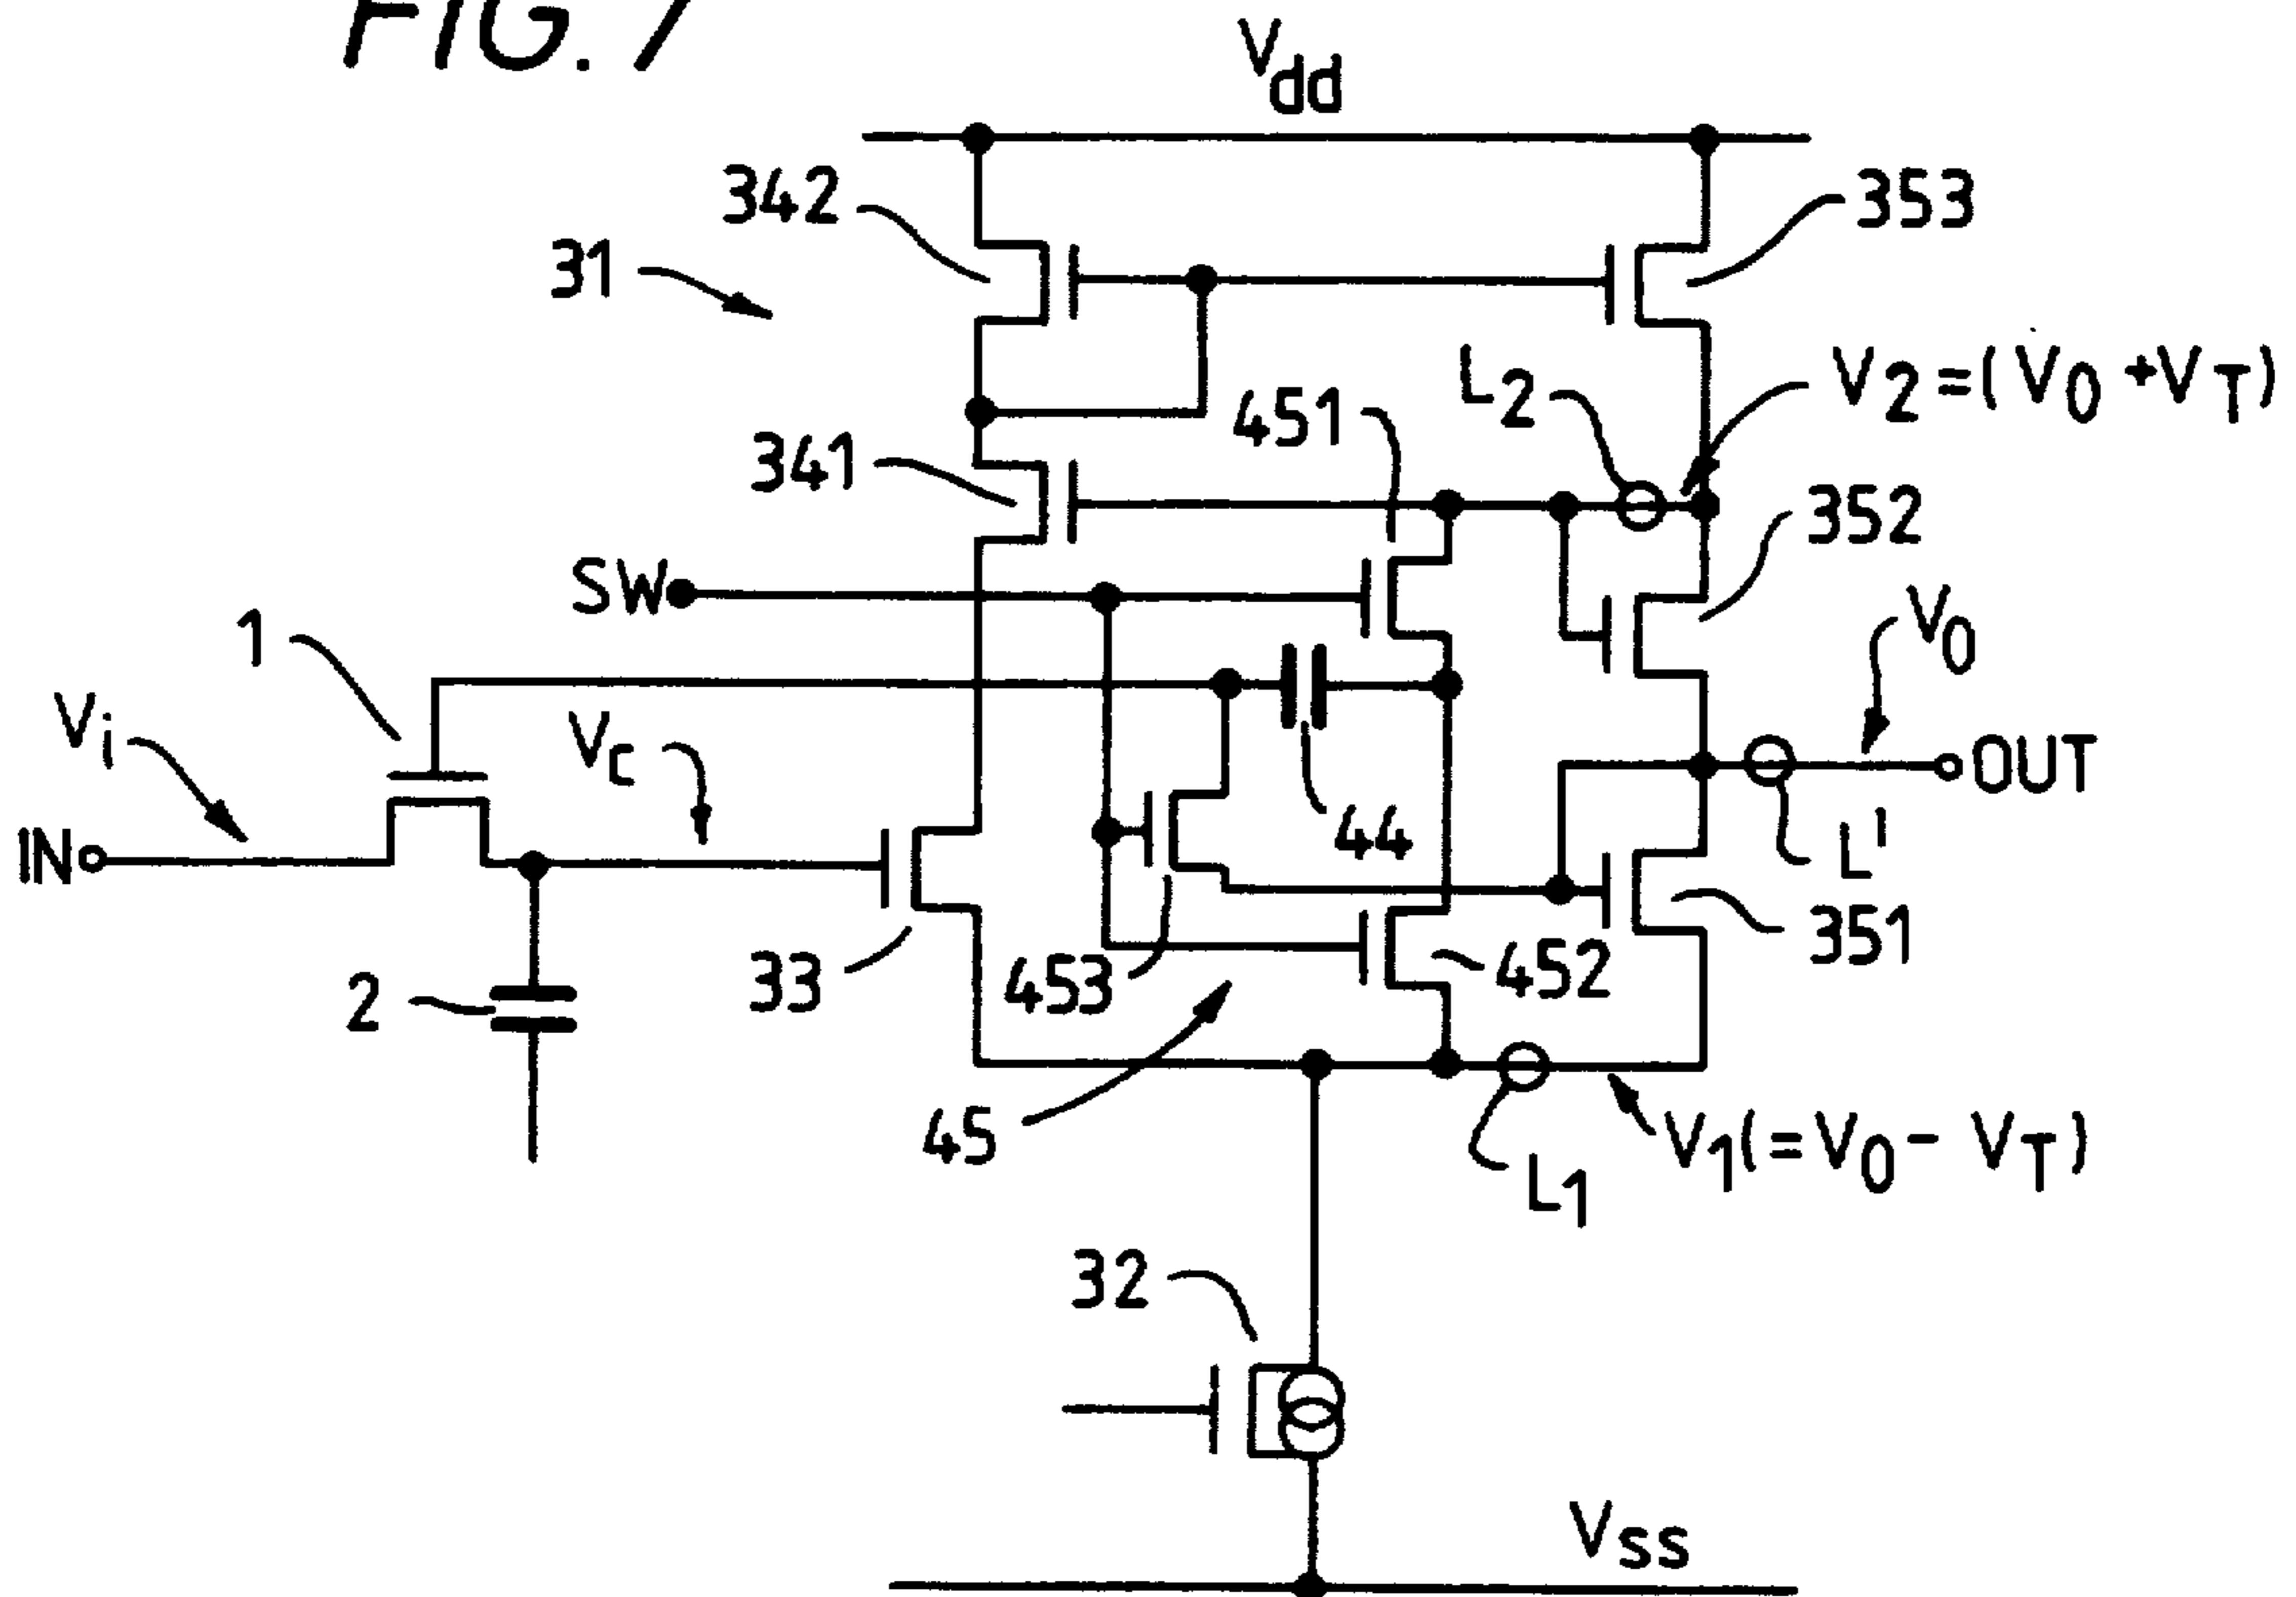 FIG. 7
Vdd
342
353
31
L2
V2=(V0+VT)
451
341
352
SW
1
V0
Vi
Vc
OUT
IN
44
L'
33
453
452
351
2
45
V1(=V0-VT)
L1
32
Vss